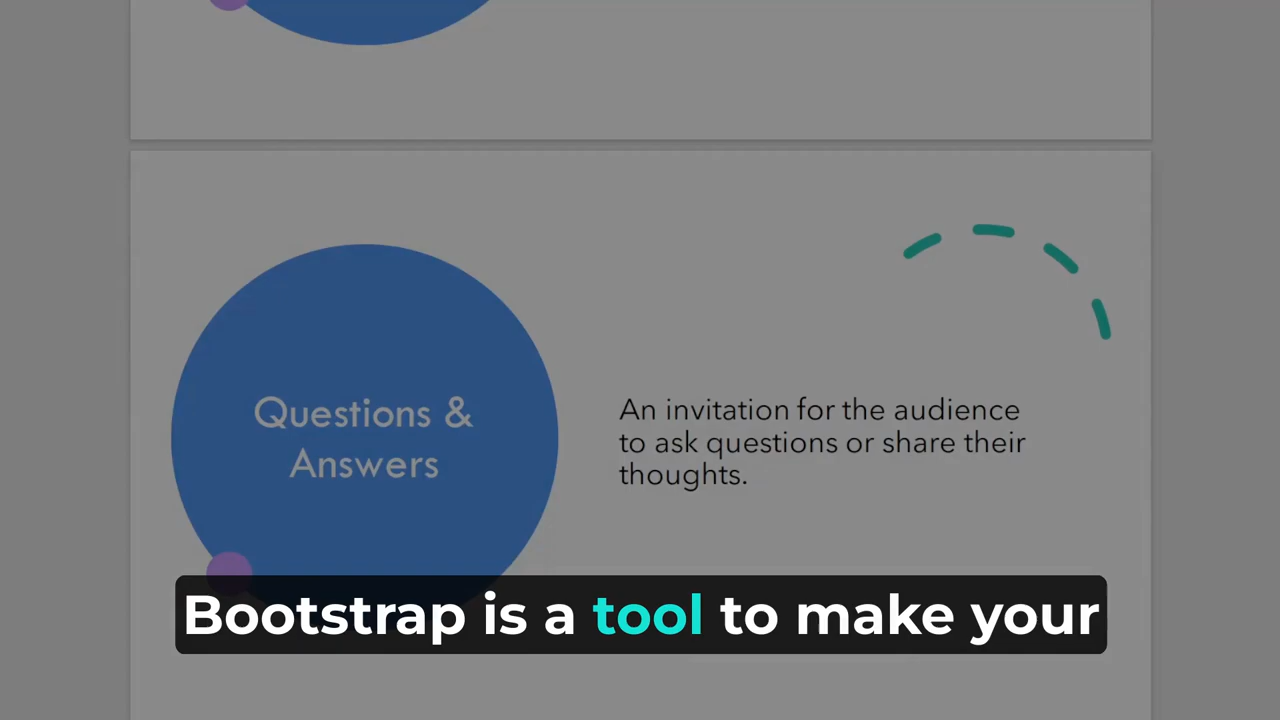 Questions &
Answers
An invitation for the audience
to ask questions or share their
thoughts.
Bootstrap is a tool to make your